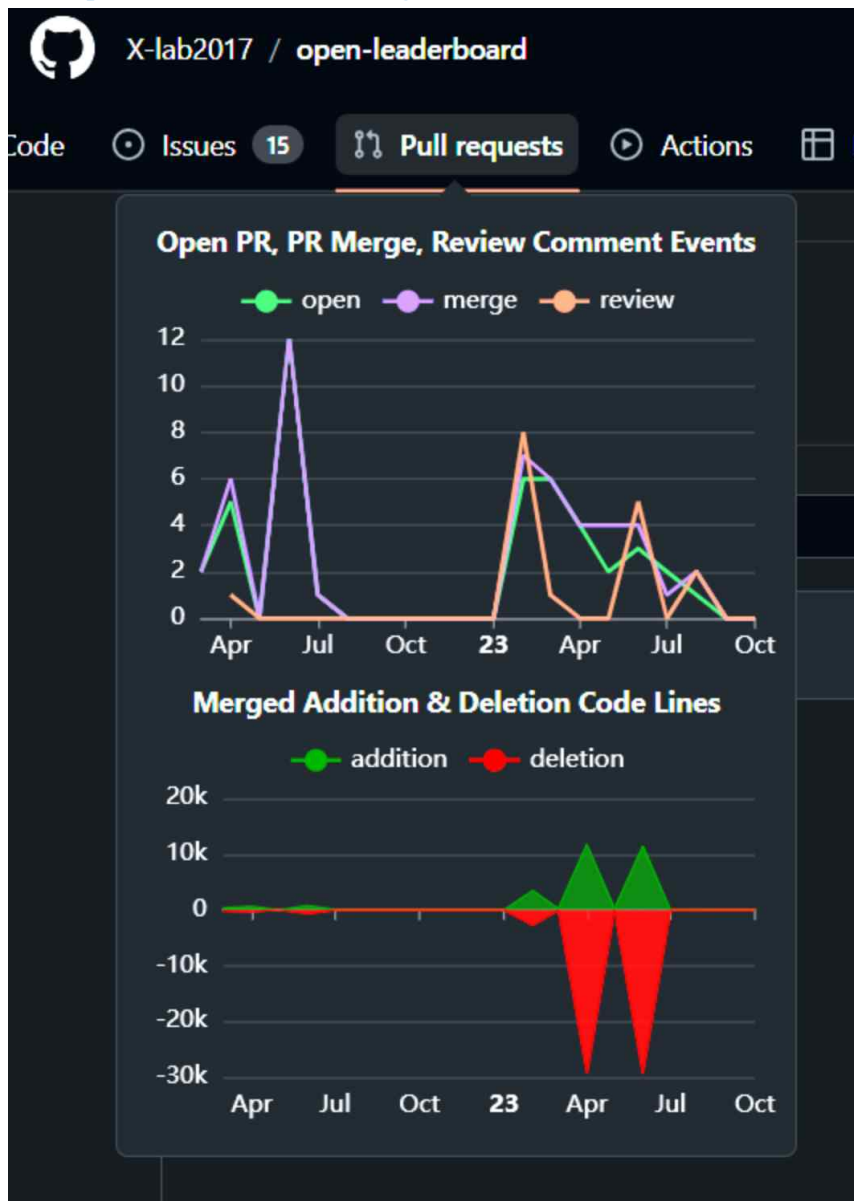 X-lab2017 / open-leaderboard
Code Issues 15 Pull requests Actions
Open PR, PR Merge, Review Comment Events
open merge review
12
10
8
6
4
2
0
Apr Jul Oct 23 Apr Jul Oct
Merged Addition & Deletion Code Lines
addition deletion
20k
10k
0
-10k
-20k
-30k
Apr Jul Oct 23 Apr Jul Oct